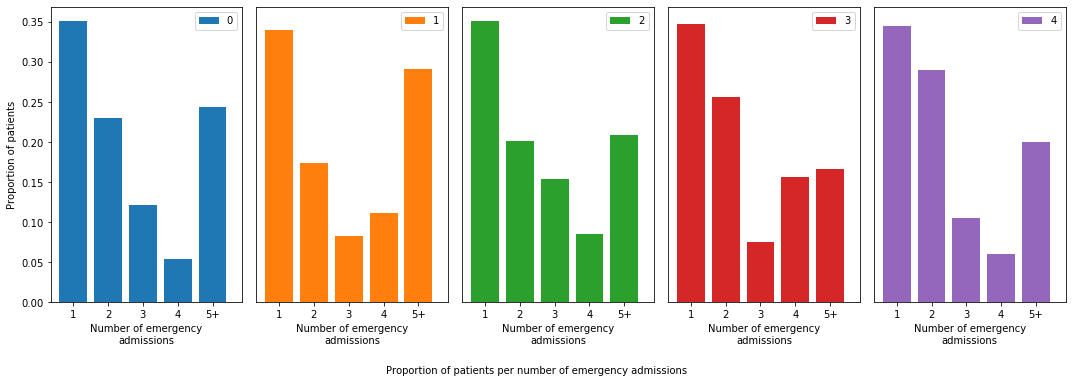 0
1
2
3
4
Proportion of patients
0.35
0.30
0.25
0.20
0.15
0.10
0.05
0.00
1 2 3 4 5+
Number of emergency
admissions
1 2 3 4 5+
Number of emergency
admissions
1 2 3 4 5+
Number of emergency
admissions
1 2 3 4 5+
Number of emergency
admissions
1 2 3 4 5+
Number of emergency
admissions
Proportion of patients per number of emergency admissions